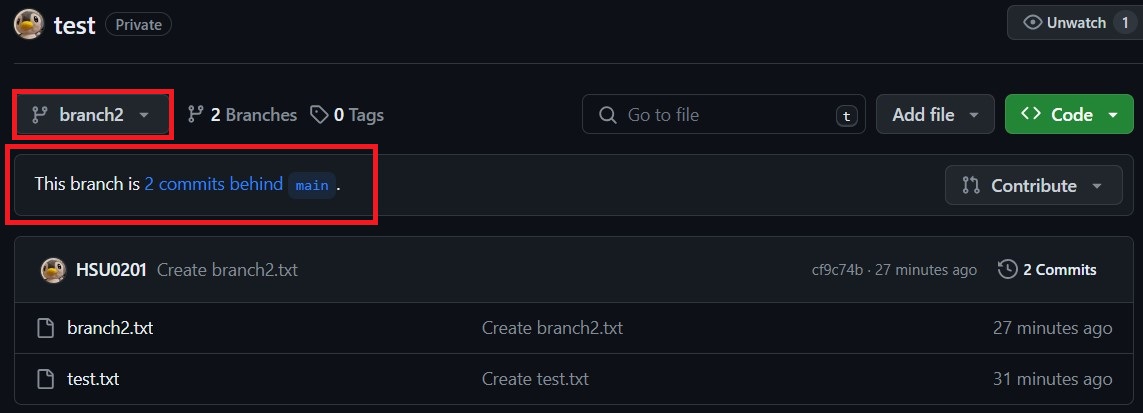 test Private Unwatch 1
branch2 2 Branches 0 Tags Go to file t Add file Code
This branch is 2 commits behind main .
Contribute
HSU0201 Create branch2.txt cf9c74b · 27 minutes ago 2 Commits
branch2.txt Create branch2.txt 27 minutes ago
test.txt Create test.txt 31 minutes ago